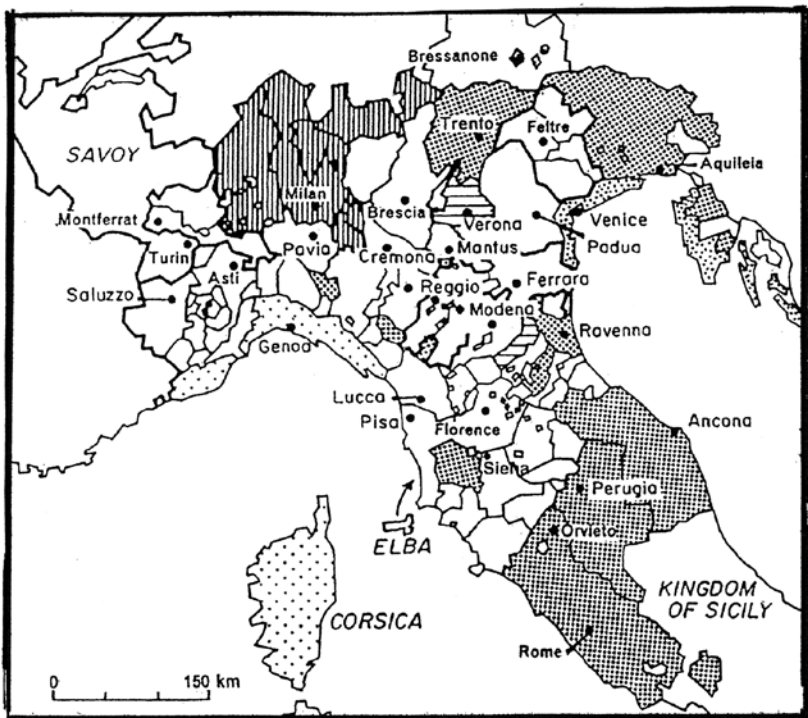 Bressanone
Trento
Feltre
SAVOY
Aquileia
Milan
Brescia
Montferrat
Verona
Venice
Turin
Pavia
Cremona
Mantus
Padua
Asti
Saluzzo
Reggio
Ferrara
Modena
Genoa
Ravenna
Lucca
Pisa
Florence
Ancona
Siena
Perugia
Orvieto
ELBA
KINGDOM
OF SICILY
CORSICA
Rome
0 150 km